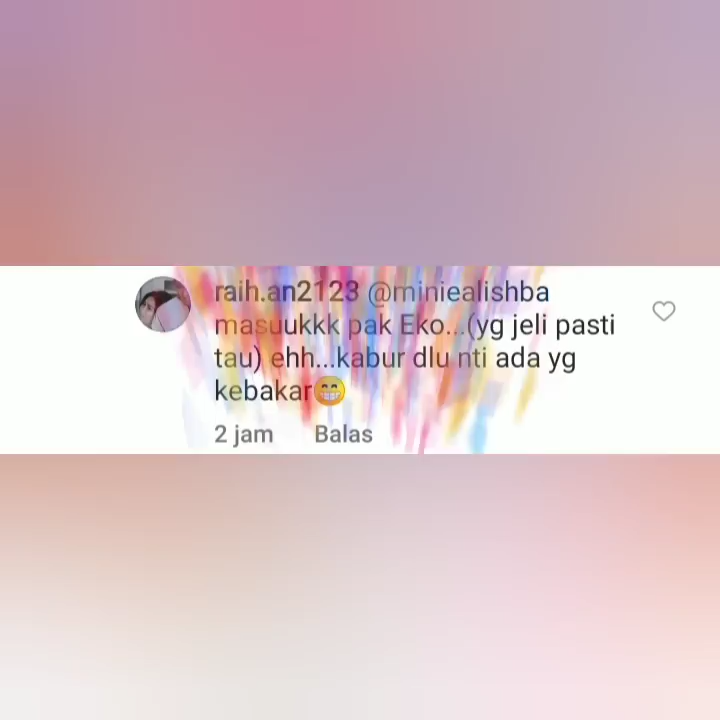 raih.an2123 @miniealishba
masuukkk pak Eko...(yg jeli pasti
tau) ehh...kabur dlu nti ada yg
kebakar😁
2 jam Balas